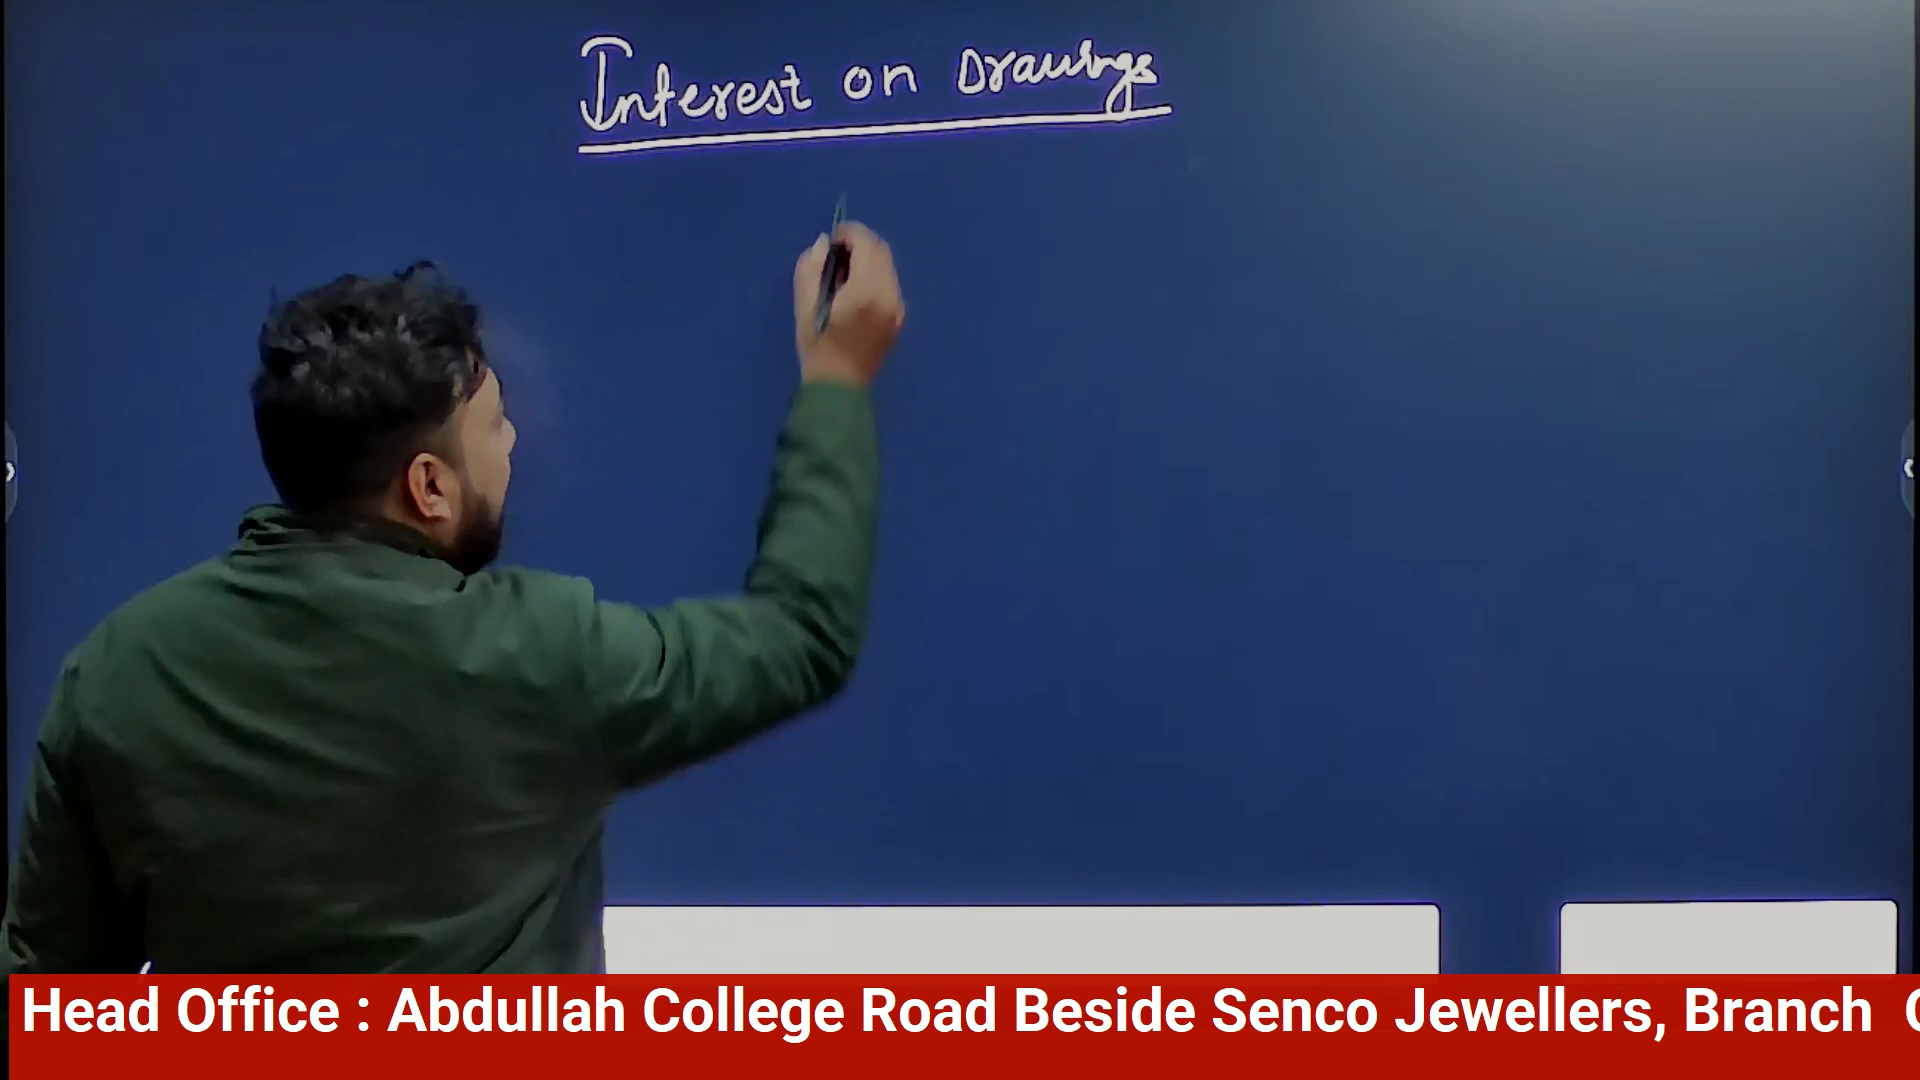 Interest on Drawings
Head Office : Abdullah College Road Beside Senco Jewellers, Branch